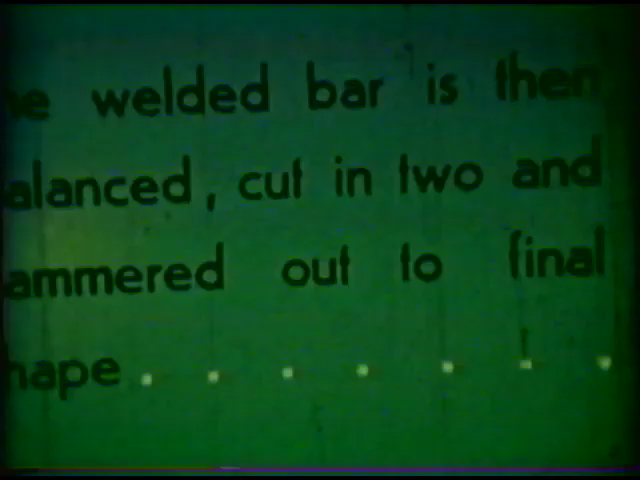 he welded bar is then
alanced, cut in two and
ammered out to final
hape.......